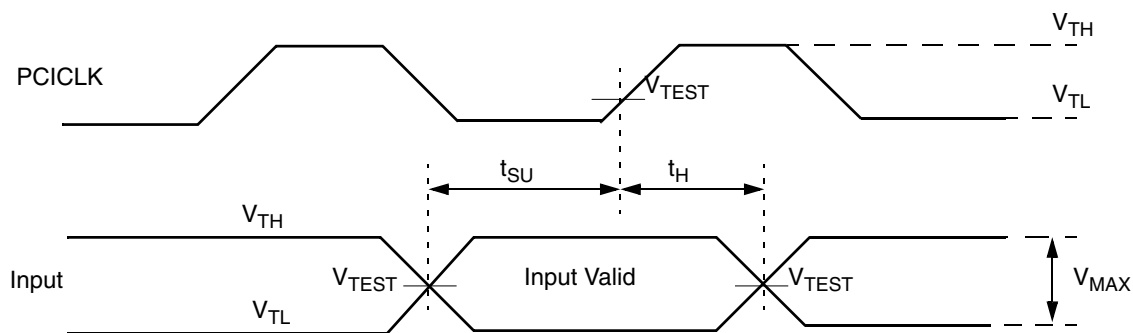 V_TH
PCICLK
V_TEST
V_TL
t_SU
t_H
V_TH
Input
V_TEST
Input Valid
V_TEST
V_MAX
V_TL